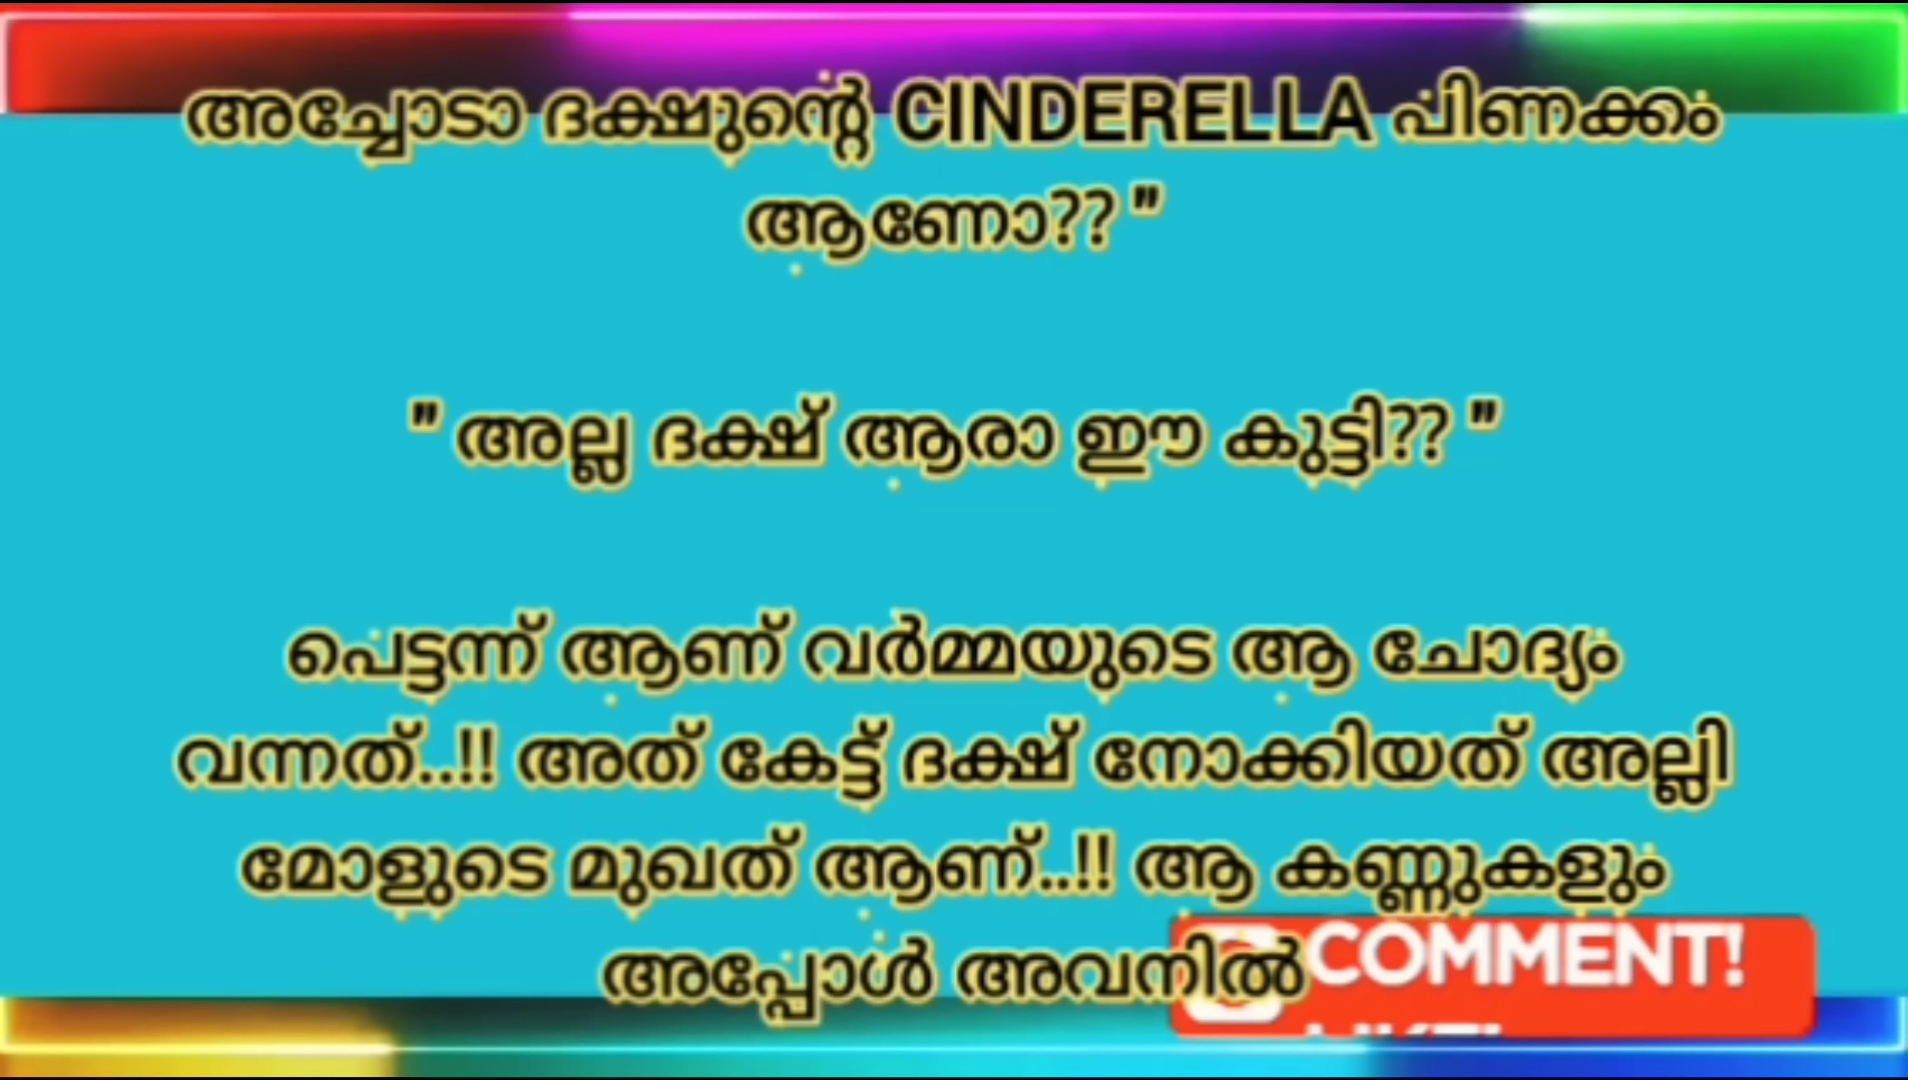 അച്ചോടാ ദക്ഷുന്റെ CINDERELLA പിണക്കം
ആണോ?? "
" അല്ല ദക്ഷ് ആരാ ഈ കുട്ടി?? "
പെട്ടന്ന് ആണ് വർമ്മയുടെ ആ ചോദ്യം
വന്നത്..!! അത് കേട്ട് ദക്ഷ് നോക്കിയത് അല്ലി
മോളുടെ മുഖത് ആണ്..!! ആ കണ്ണുകളും
അപ്പോൾ അവനിൽ
COMMENT!